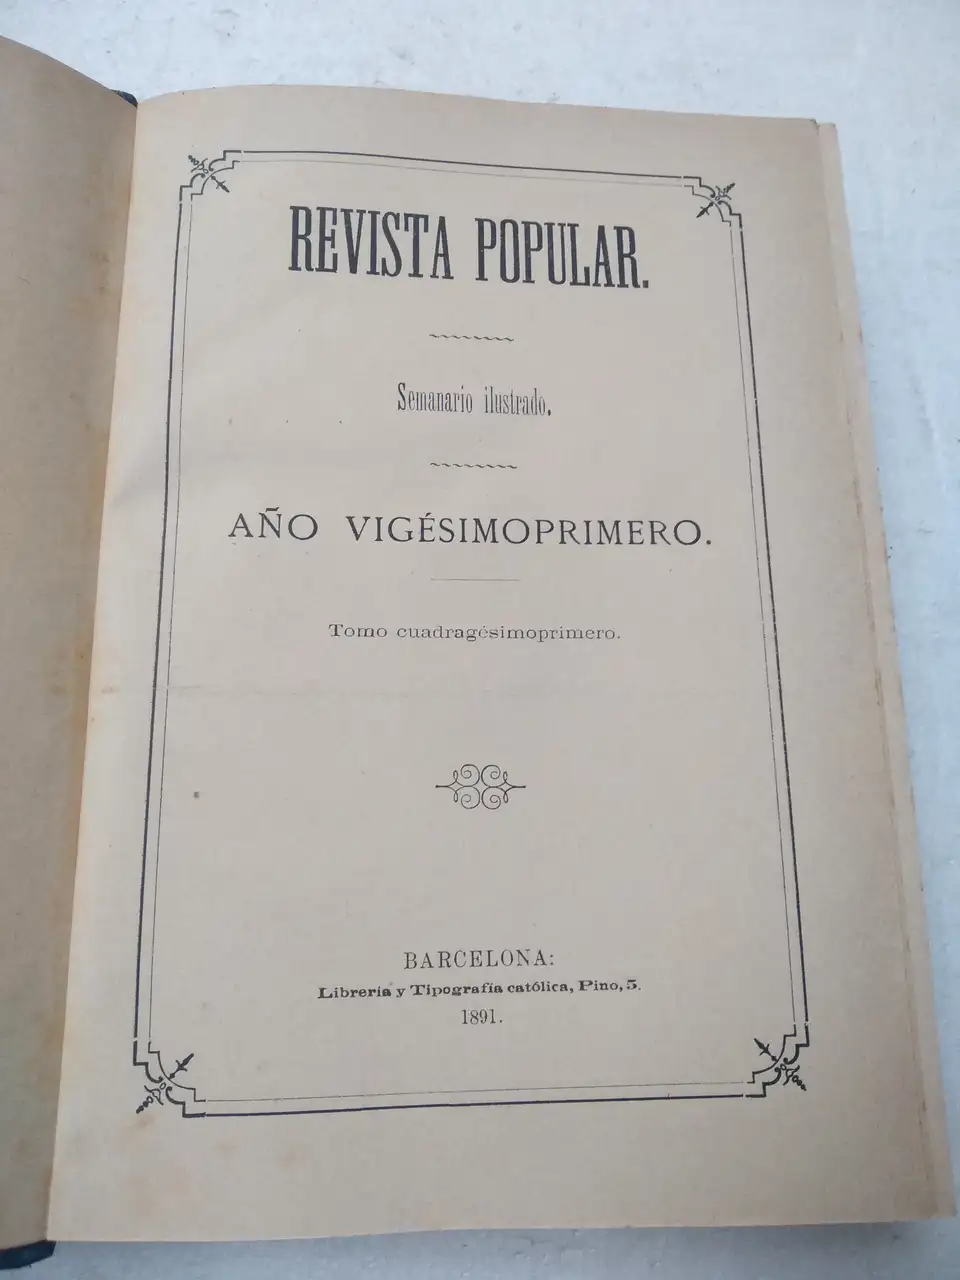 REVISTA POPULAR.
Semanario ilustrado.
AÑO VIGÉSIMOPRIMERO.
Tomo cuadragésimoprimero.
BARCELONA:
Librería y Tipografía católica, Pino, 5.
1891.